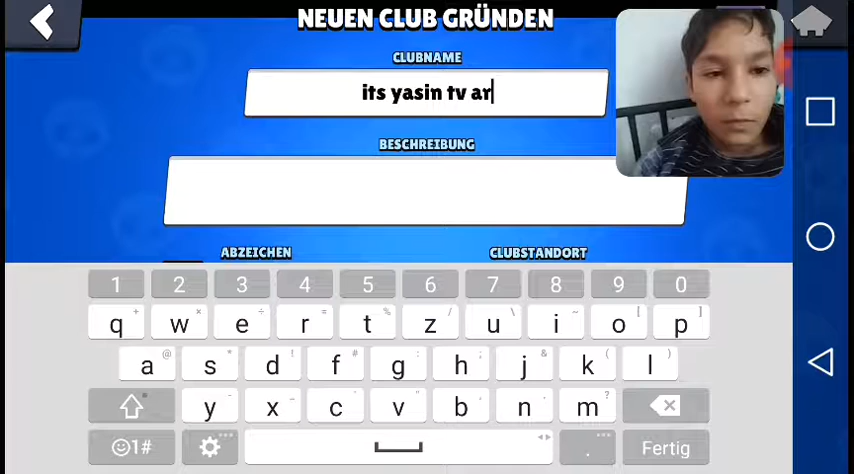 NEUEN CLUB GRÜNDEN
CLUBNAME
its yasin tv ar
BESCHREIBUNG
ABZEICHEN CLUBSTANDORT
1 2 3 4 5 6 7 8 9 0
q w e r t z u i o p
a s d f g h j k l
y x c v b n m
1# . Fertig